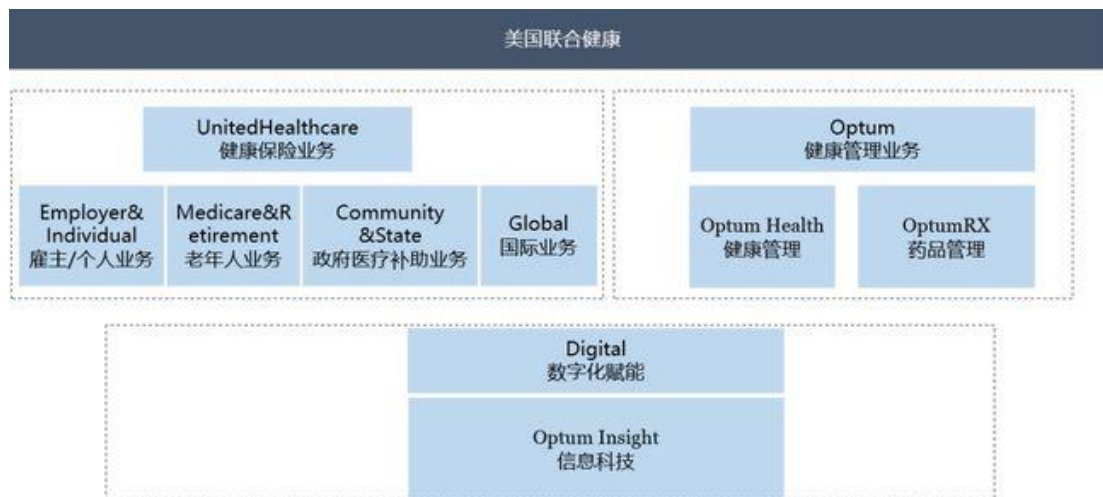 美国联合健康
UnitedHealthcare
健康保险业务
Optum
健康管理业务
Employer&
Individual
雇主/个人业务
Medicare&R
etirement
老年人业务
Community
&State
政府医疗补助业务
Global
国际业务
Optum Health
健康管理
OptumRX
药品管理
Digital
数字化赋能
Optum Insight
信息科技